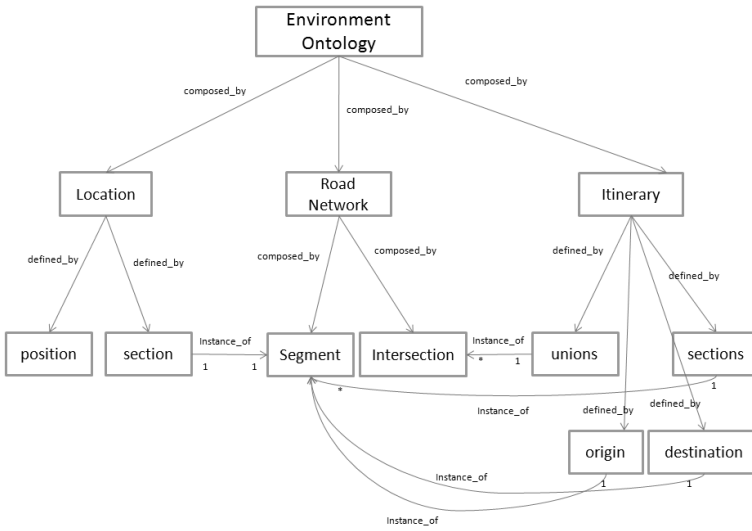 Environment
Ontology
composed_by
composed_by
composed_by
Location
Road
Network
Itinerary
defined_by
defined_by
composed_by
composed_by
defined_by
defined_by
position
section
Instance_of
1
1
Segment
Intersection
Instance_of
*
1
unions
sections
*
1
Instance_of
defined_by
defined_by
origin
destination
Instance_of
1
1
Instance_of